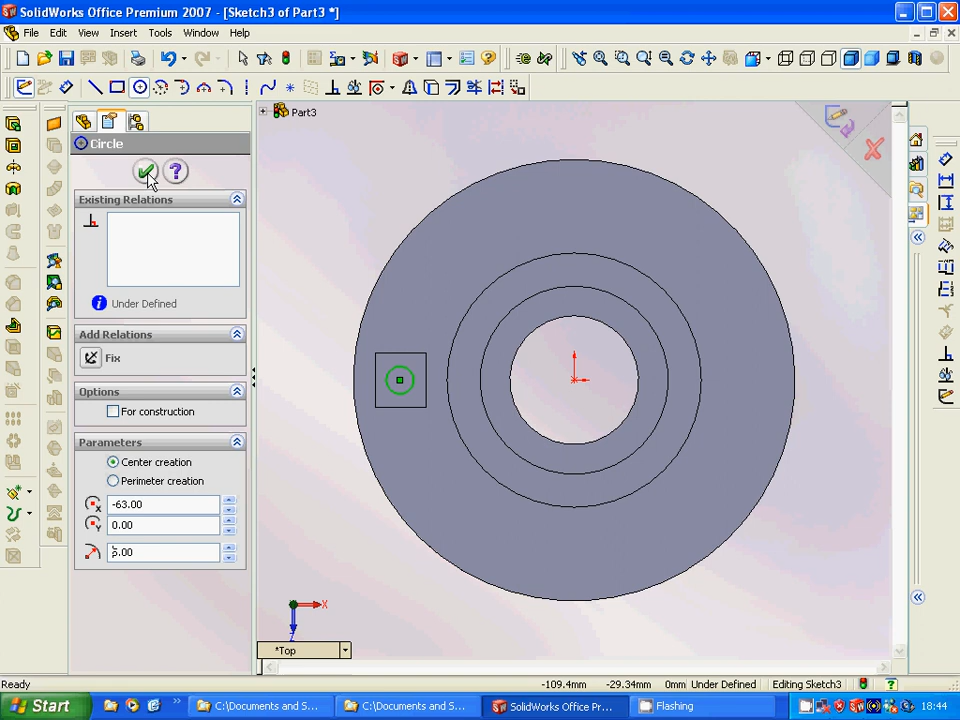 SolidWorks Office Premium 2007 - [Sketch3 of Part3 *]
File Edit View Insert Tools Window Help
Circle
Part3
Existing Relations
Under Defined
Add Relations
Fix
Options
For construction
Parameters
Center creation
Perimeter creation
-63.00
0.00
5.00
X
Z
*Top
Ready
-109.4mm -29.34mm 0mm Under Defined Editing Sketch3
Start
C:\Documents and S...
C:\Documents and S...
SolidWorks Office Pr...
Flashing
18:44